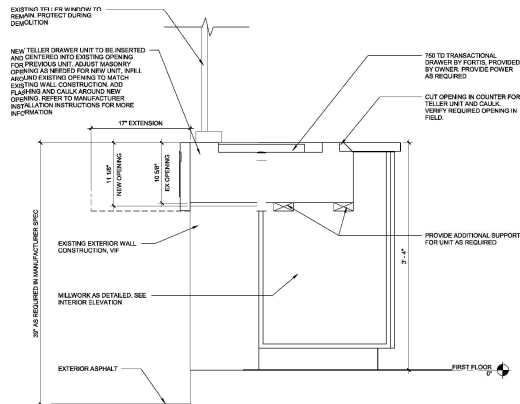 EXISTING TELLER WINDOW TO
REMAIN. PROTECT DURING
DEMOLITION
NEW TELLER DRAWER UNIT TO BE INSERTED
AND CENTERED INTO EXISTING OPENING
FOR PREVIOUS UNIT. ADJUST MASONRY
OPENING AS NEEDED FOR NEW UNIT, INFILL
AROUND EXISTING OPENING TO MATCH
EXISTING WALL CONSTRUCTION. ADD
FLASHING AND CAULK AROUND NEW
OPENING. REFER TO MANUFACTURER
INSTALLATION INSTRUCTIONS FOR MORE
INFORMATION
17" EXTENSION
750 TD TRANSACTIONAL
DRAWER BY FORTIS, PROVIDED
BY OWNER. PROVIDE POWER
AS REQUIRED
CUT OPENING IN COUNTER FOR
TELLER UNIT AND CAULK.
VERIFY REQUIRED OPENING IN
FIELD.
11 1/8"
NEW OPENING
10 5/8"
EX OPENING
PROVIDE ADDITIONAL SUPPORT
FOR UNIT AS REQUIRED
EXISTING EXTERIOR WALL
CONSTRUCTION, VIF
3' - 4"
MILLWORK AS DETAILED, SEE
INTERIOR ELEVATION
39" AS REQUIRED IN MANUFACTURER SPEC
EXTERIOR ASPHALT
FIRST FLOOR
0"